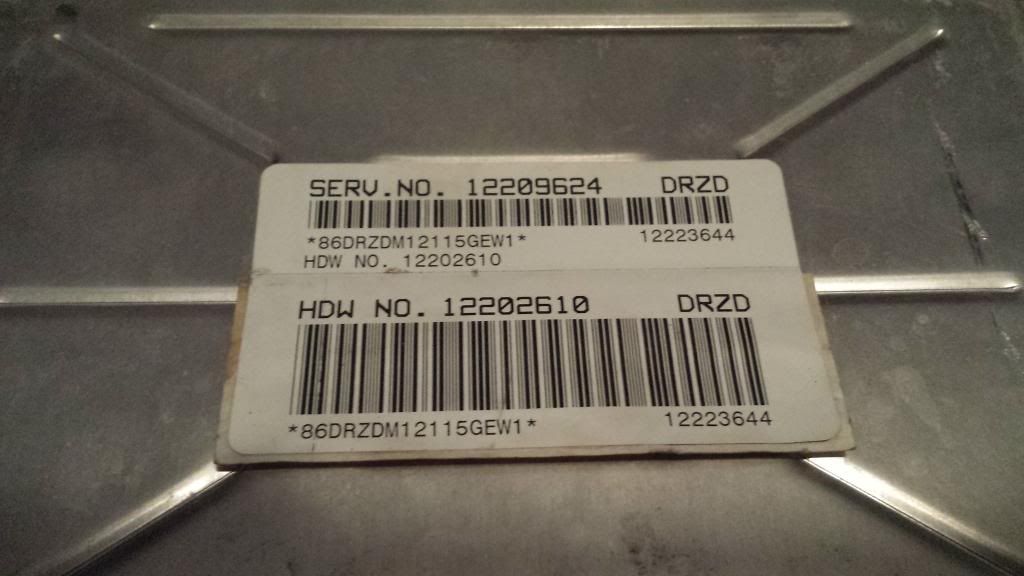 SERV.NO. 12209624 DRZD
*86DRZDM12115GEW1* 12223644
HDW NO. 12202610
HDW NO. 12202610 DRZD
*86DRZDM12115GEW1* 12223644